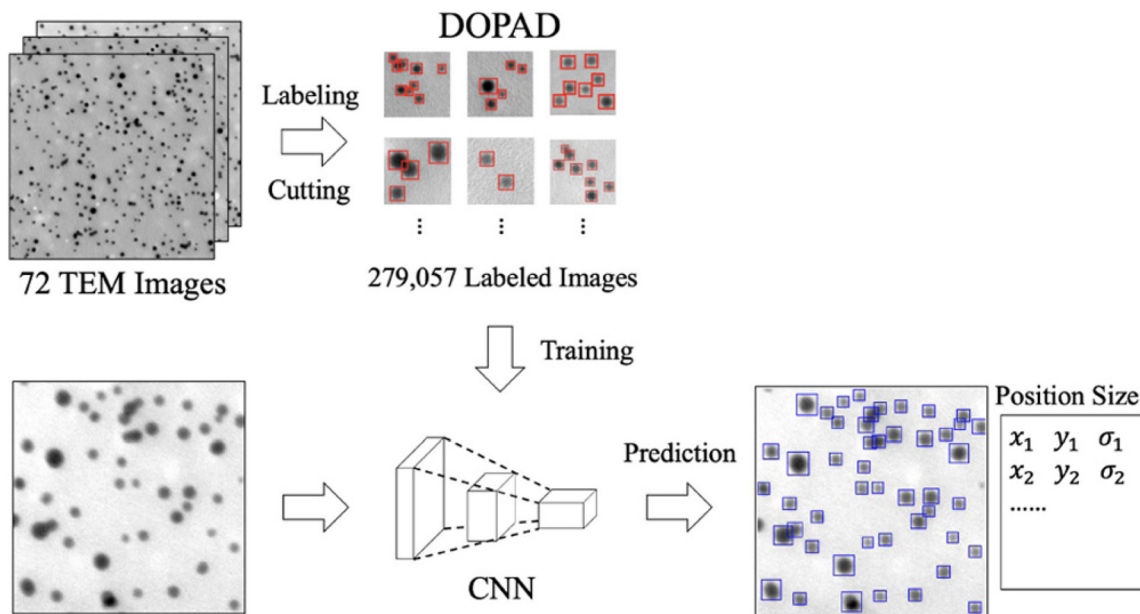 DOPAD
Labeling
Cutting
⋮ ⋮ ⋮
72 TEM Images
279,057 Labeled Images
Training
Position Size
x₁ y₁ σ₁
x₂ y₂ σ₂
......
Prediction
CNN